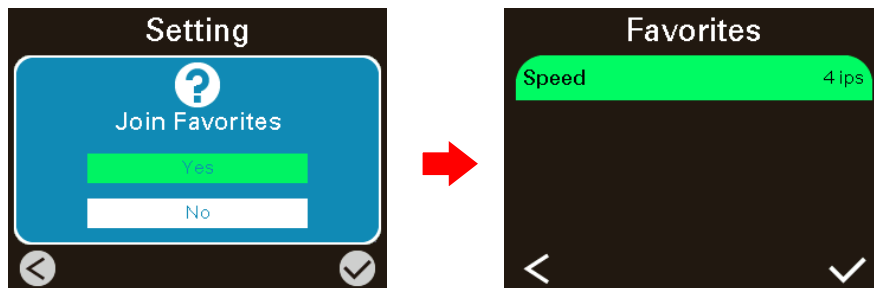 Setting
?
Join Favorites
Yes
No
Favorites
Speed 4 ips